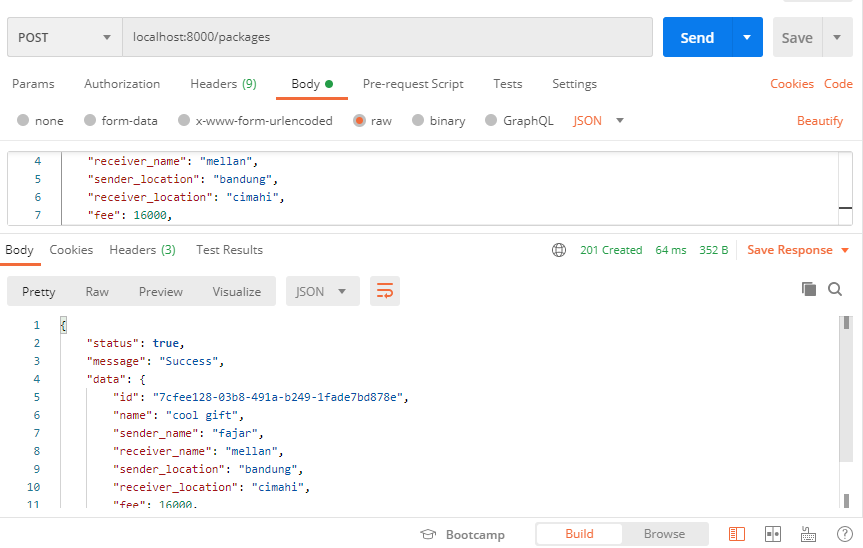 POST localhost:8000/packages Send Save
Params Authorization Headers (9) Body Pre-request Script Tests Settings Cookies Code
none form-data x-www-form-urlencoded raw binary GraphQL JSON Beautify
4 "receiver_name": "mellan",
5 "sender_location": "bandung",
6 "receiver_location": "cimahi",
7 "fee": 16000,
Body Cookies Headers (3) Test Results 201 Created 64 ms 352 B Save Response
Pretty Raw Preview Visualize JSON
1 {
2 "status": true,
3 "message": "Success",
4 "data": {
5 "id": "7cfee128-03b8-491a-b249-1fade7bd878e",
6 "name": "cool gift",
7 "sender_name": "fajar",
8 "receiver_name": "mellan",
9 "sender_location": "bandung",
10 "receiver_location": "cimahi",
11 "fee": 16000,
Bootcamp Build Browse